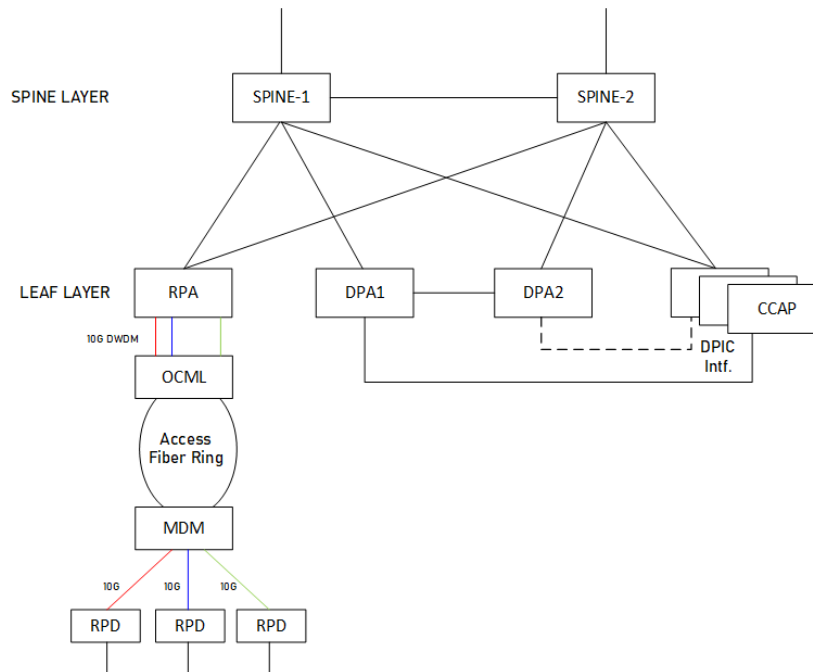 SPINE LAYER
SPINE-1
SPINE-2
LEAF LAYER
RPA
DPA1
DPA2
CCAP
10G DWDM
DPIC
Intf.
OCML
Access
Fiber Ring
MDM
10G
10G
10G
RPD
RPD
RPD